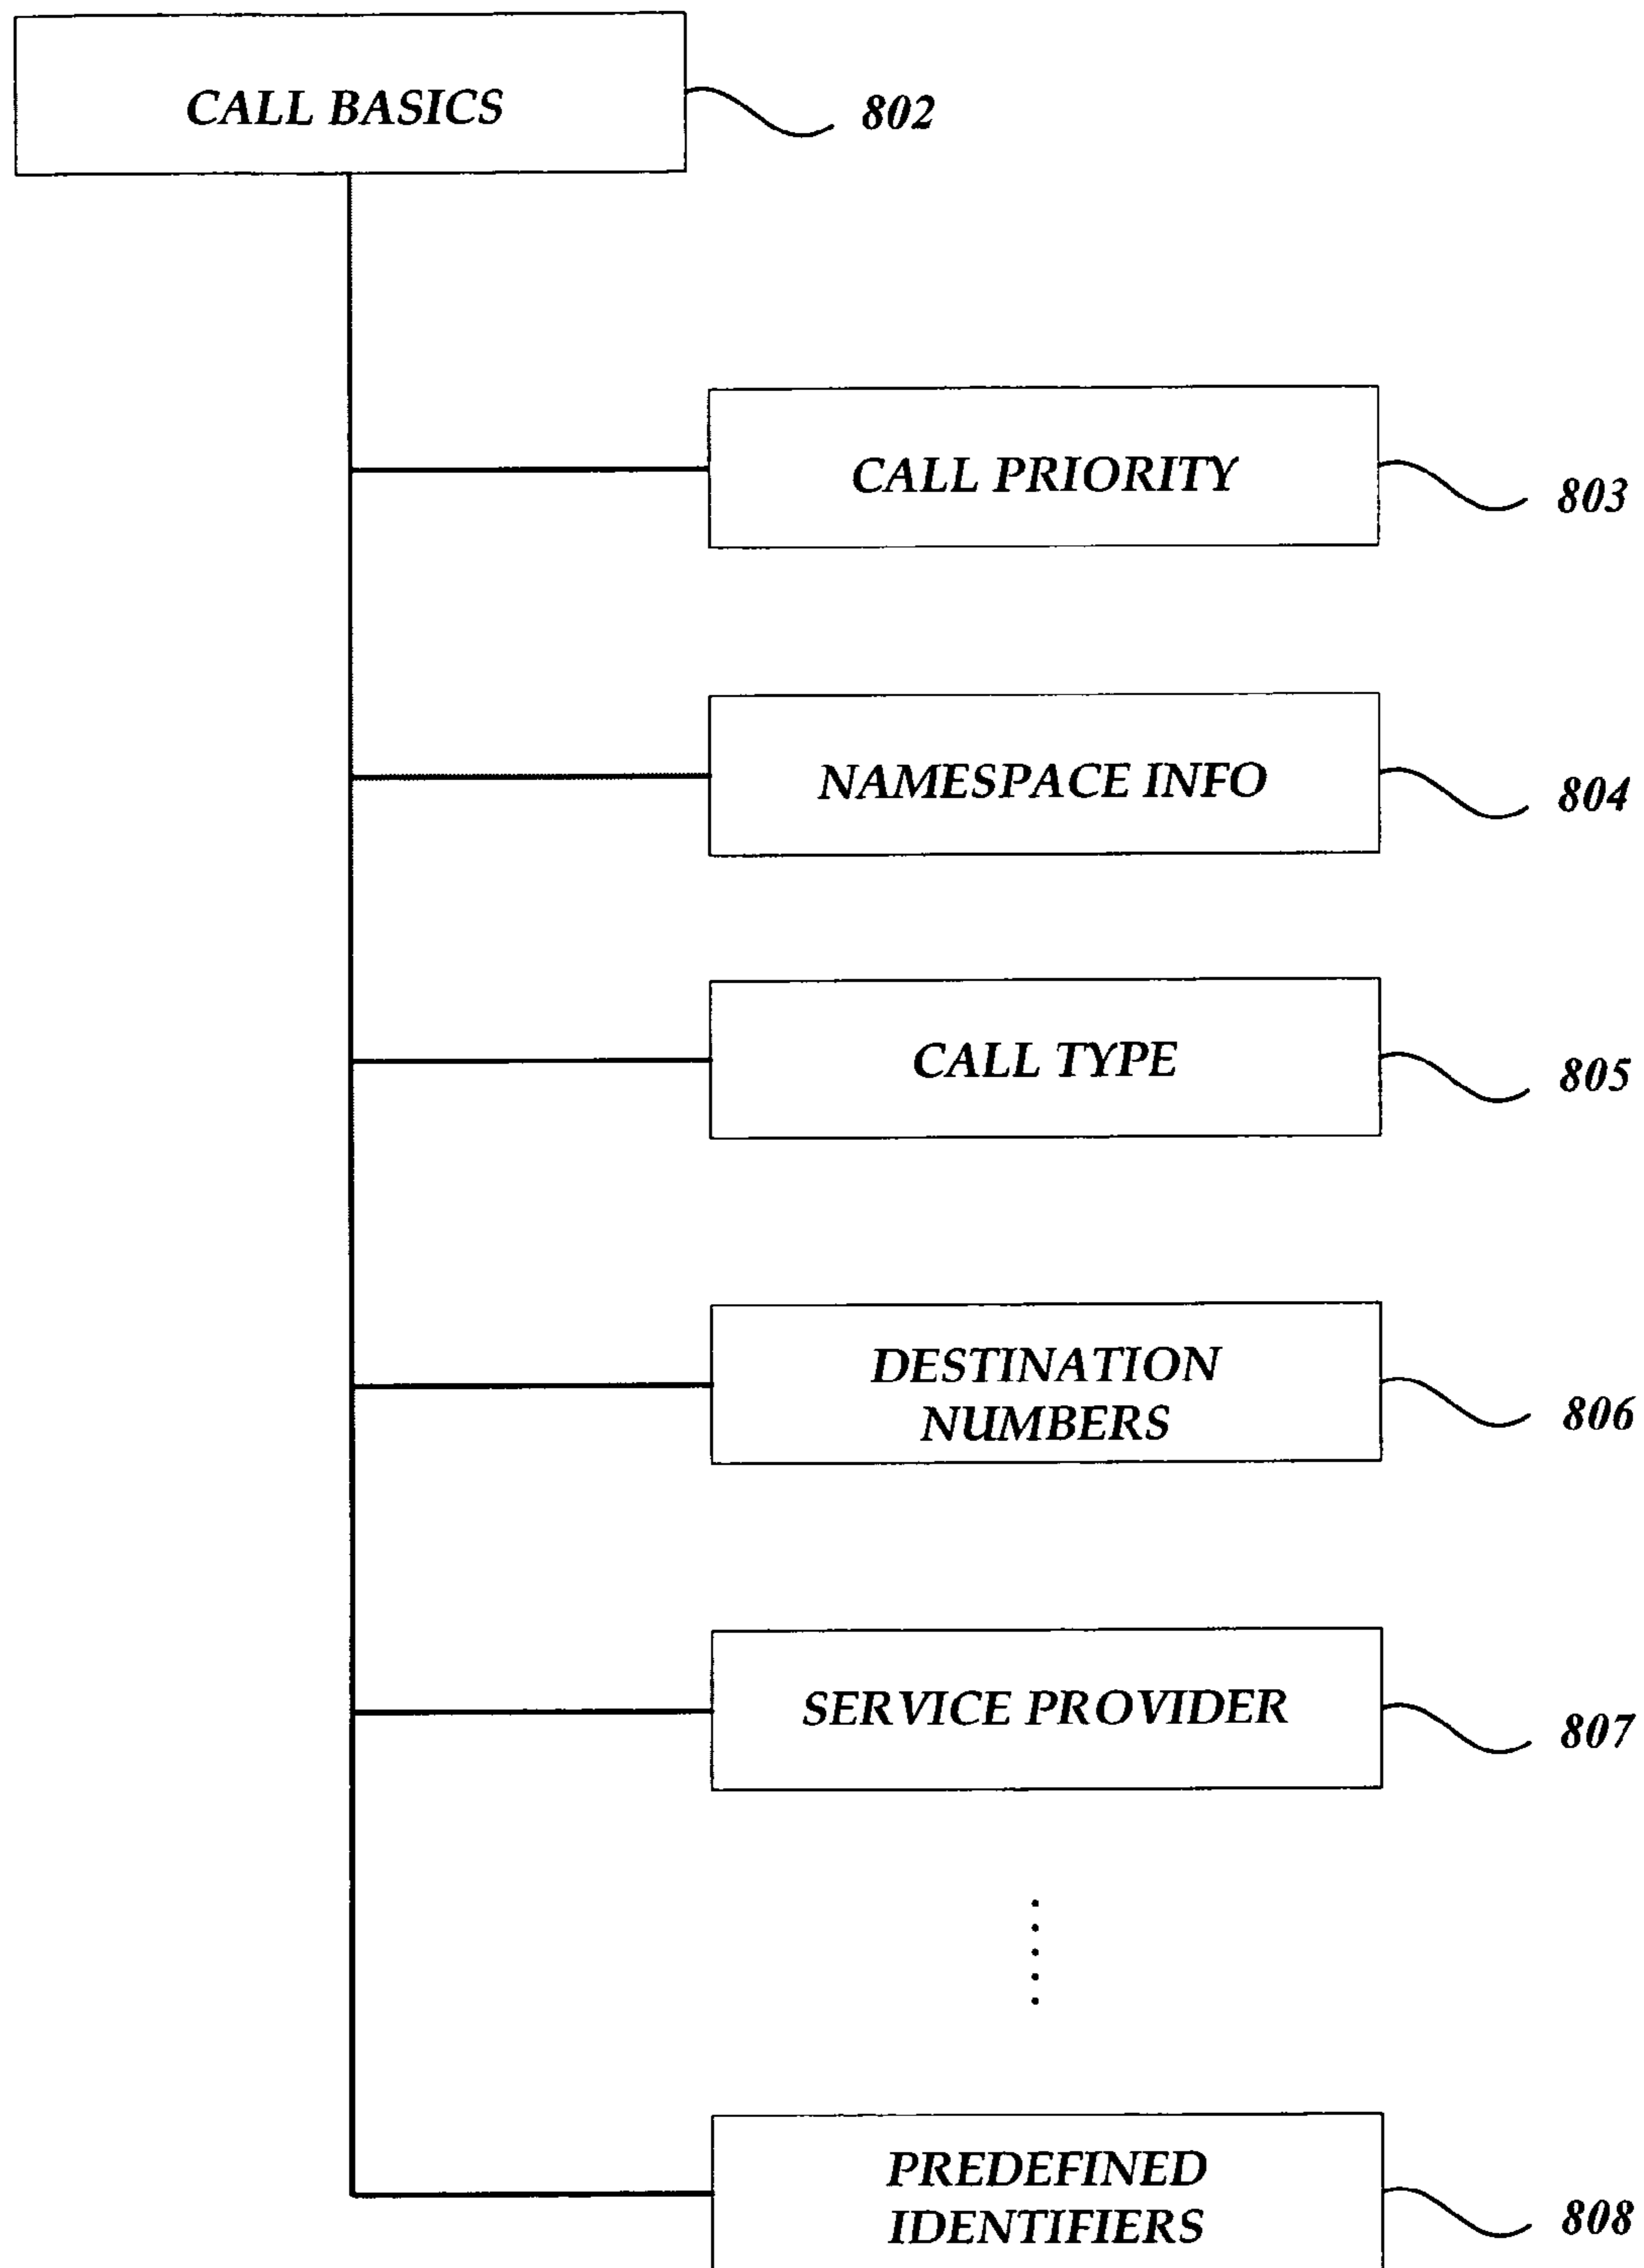 CALL BASICS
802
CALL PRIORITY
803
NAMESPACE INFO
804
CALL TYPE
805
DESTINATION
NUMBERS
806
SERVICE PROVIDER
807
PREDEFINED
IDENTIFIERS
808